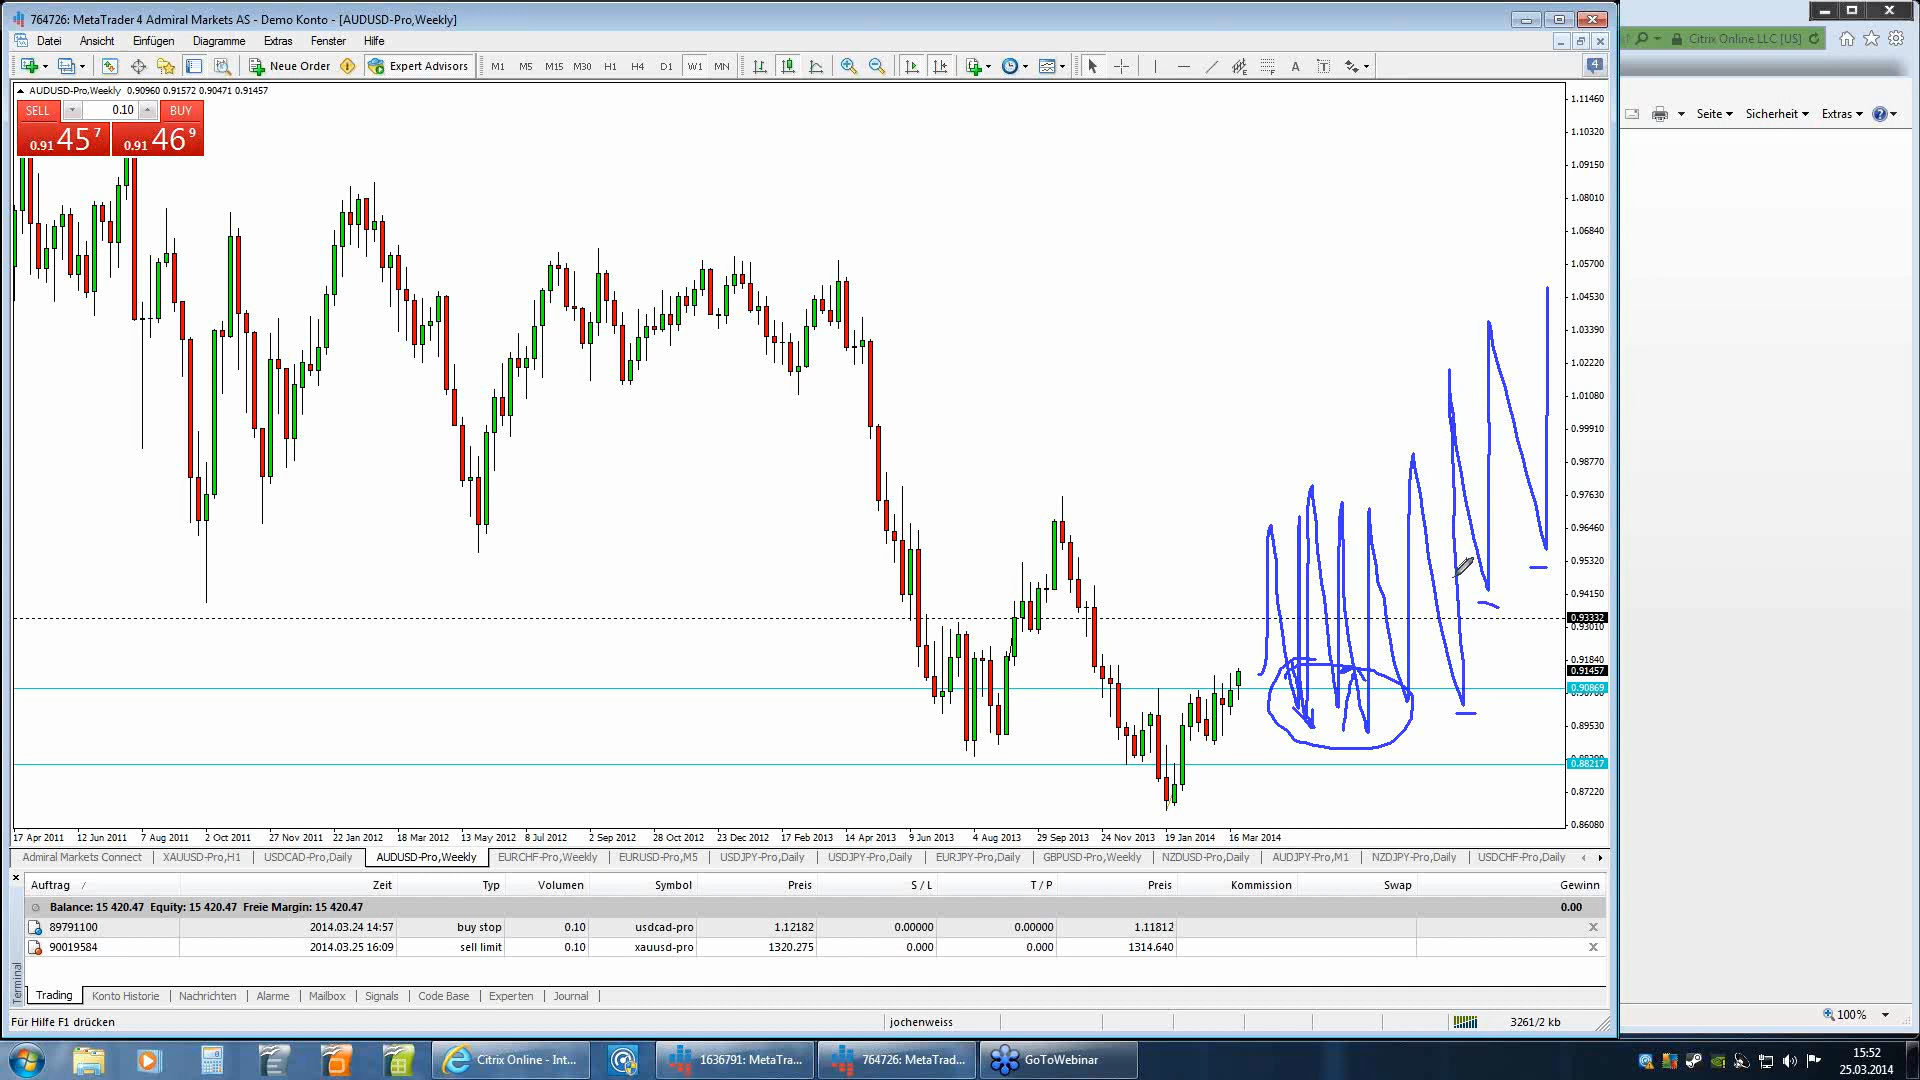 764726: MetaTrader 4 Admiral Markets AS - Demo Konto - [AUDUSD-Pro,Weekly]
Datei Ansicht Einfügen Diagramme Extras Fenster Hilfe
Neue Order Expert Advisors M1 M5 M15 M30 H1 H4 D1 W1 MN A T 4
Citrix Online LLC [US]
Seite Sicherheit Extras
AUDUSD-Pro,Weekly 0.90960 0.91572 0.90471 0.91457
SELL 0.10 BUY
0.91 45 7 0.91 46 9
1.11460
1.10320
1.09150
1.08010
1.06840
1.05700
1.04530
1.03390
1.02220
1.01080
0.99910
0.98770
0.97630
0.96460
0.95320
0.94150
0.93332
0.93010
0.91840
0.91457
0.90869
0.89530
0.88217
0.87220
0.86080
17 Apr 2011 12 Jun 2011 7 Aug 2011 2 Oct 2011 27 Nov 2011 22 Jan 2012 18 Mar 2012 13 May 2012 8 Jul 2012 2 Sep 2012 28 Oct 2012 23 Dec 2012 17 Feb 2013 14 Apr 2013 9 Jun 2013 4 Aug 2013 29 Sep 2013 24 Nov 2013 19 Jan 2014 16 Mar 2014
Admiral Markets Connect XAUUSD-Pro,H1 USDCAD-Pro,Daily AUDUSD-Pro,Weekly EURCHF-Pro,Weekly EURUSD-Pro,M5 USDJPY-Pro,Daily USDJPY-Pro,Daily EURJPY-Pro,Daily GBPUSD-Pro,Weekly NZDUSD-Pro,Daily AUDJPY-Pro,M1 NZDJPY-Pro,Daily USDCHF-Pro,Daily
Auftrag / Zeit Typ Volumen Symbol Preis S / L T / P Preis Kommission Swap Gewinn
Balance: 15 420.47 Equity: 15 420.47 Freie Margin: 15 420.47 0.00
89791100 2014.03.24 14:57 buy stop 0.10 usdcad-pro 1.12182 0.00000 0.00000 1.11812
90019584 2014.03.25 16:09 sell limit 0.10 xauusd-pro 1320.275 0.000 0.000 1314.640
Terminal
Trading Konto Historie Nachrichten Alarme Mailbox Signals Code Base Experten Journal
Für Hilfe F1 drücken jochenweiss 3261/2 kb
100%
Citrix Online - Int... 1636791: MetaTra... 764726: MetaTrad... GoToWebinar
15:52
25.03.2014